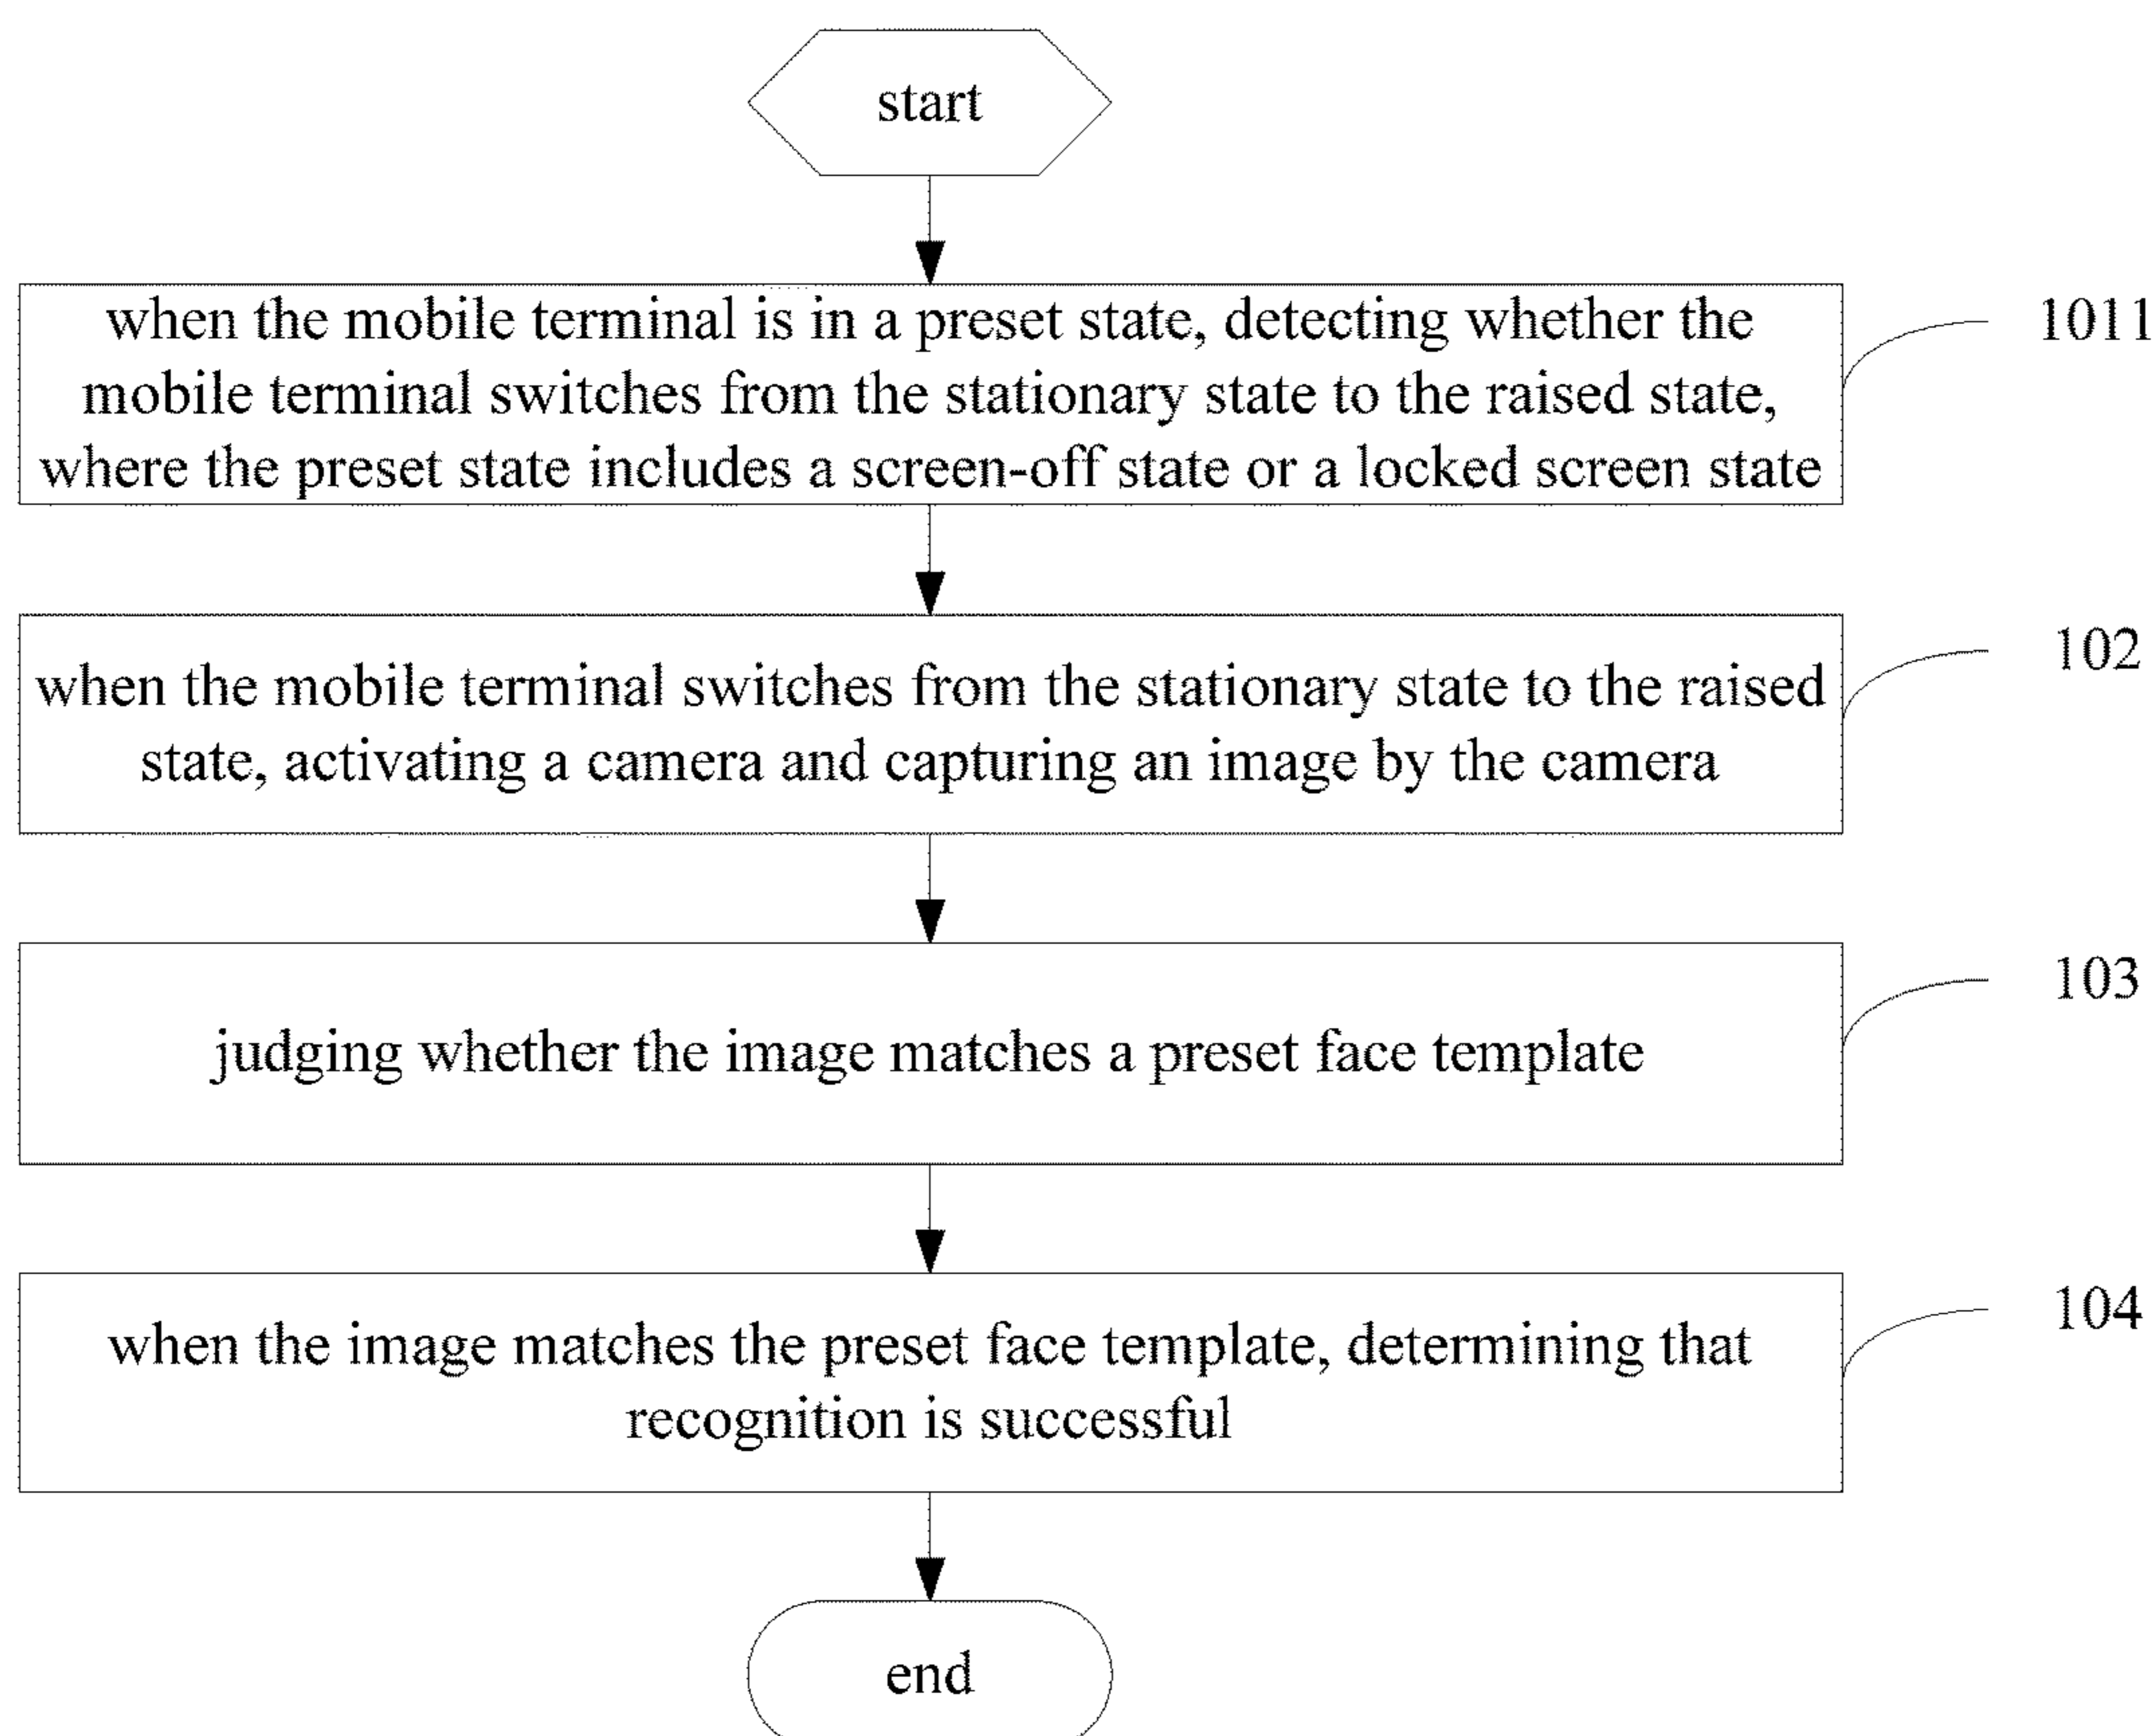 start
when the mobile terminal is in a preset state, detecting whether the
mobile terminal switches from the stationary state to the raised state,
where the preset state includes a screen-off state or a locked screen state
1011
when the mobile terminal switches from the stationary state to the raised
state, activating a camera and capturing an image by the camera
102
judging whether the image matches a preset face template
103
when the image matches the preset face template, determining that
recognition is successful
104
end